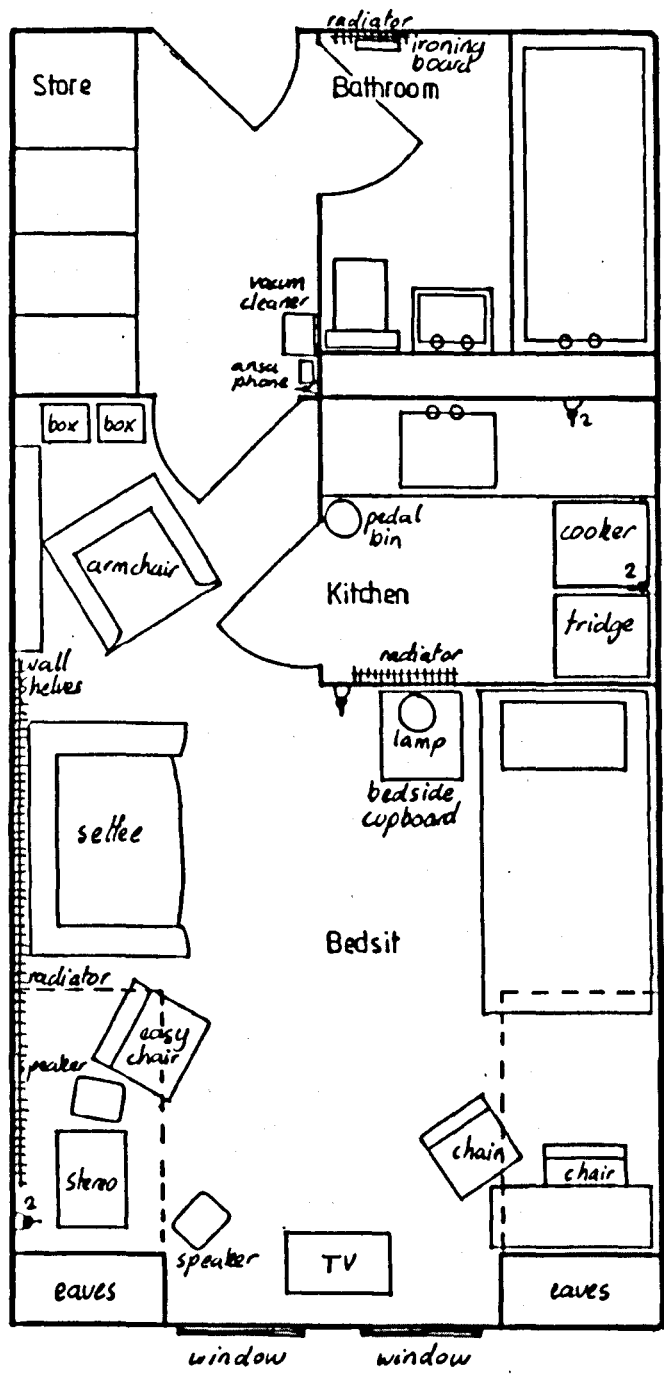 radiator
ironing
board
Store
Bathroom
vacum
cleaner
ansa
phone
2
box
box
pedal
bin
cooker
armchair
2
Kitchen
fridge
wall
shelves
radiator
lamp
bedside
cupboard
settee
Bedsit
radiator
easy
chair
speaker
chair
chair
stereo
2
speaker
TV
eaves
eaves
window
window